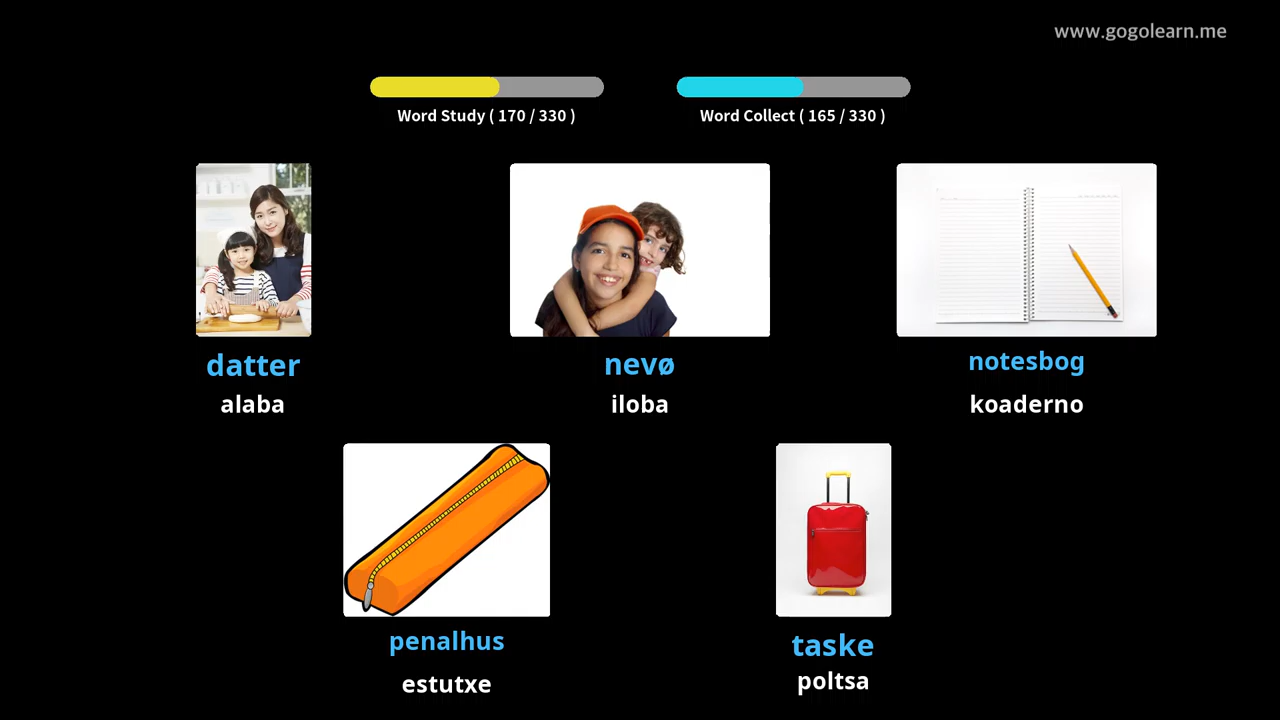 www.gogolearn.me
Word Study ( 170 / 330 )
Word Collect ( 165 / 330 )
datter
alaba
nevø
iloba
notesbog
koaderno
penalhus
estutxe
taske
poltsa